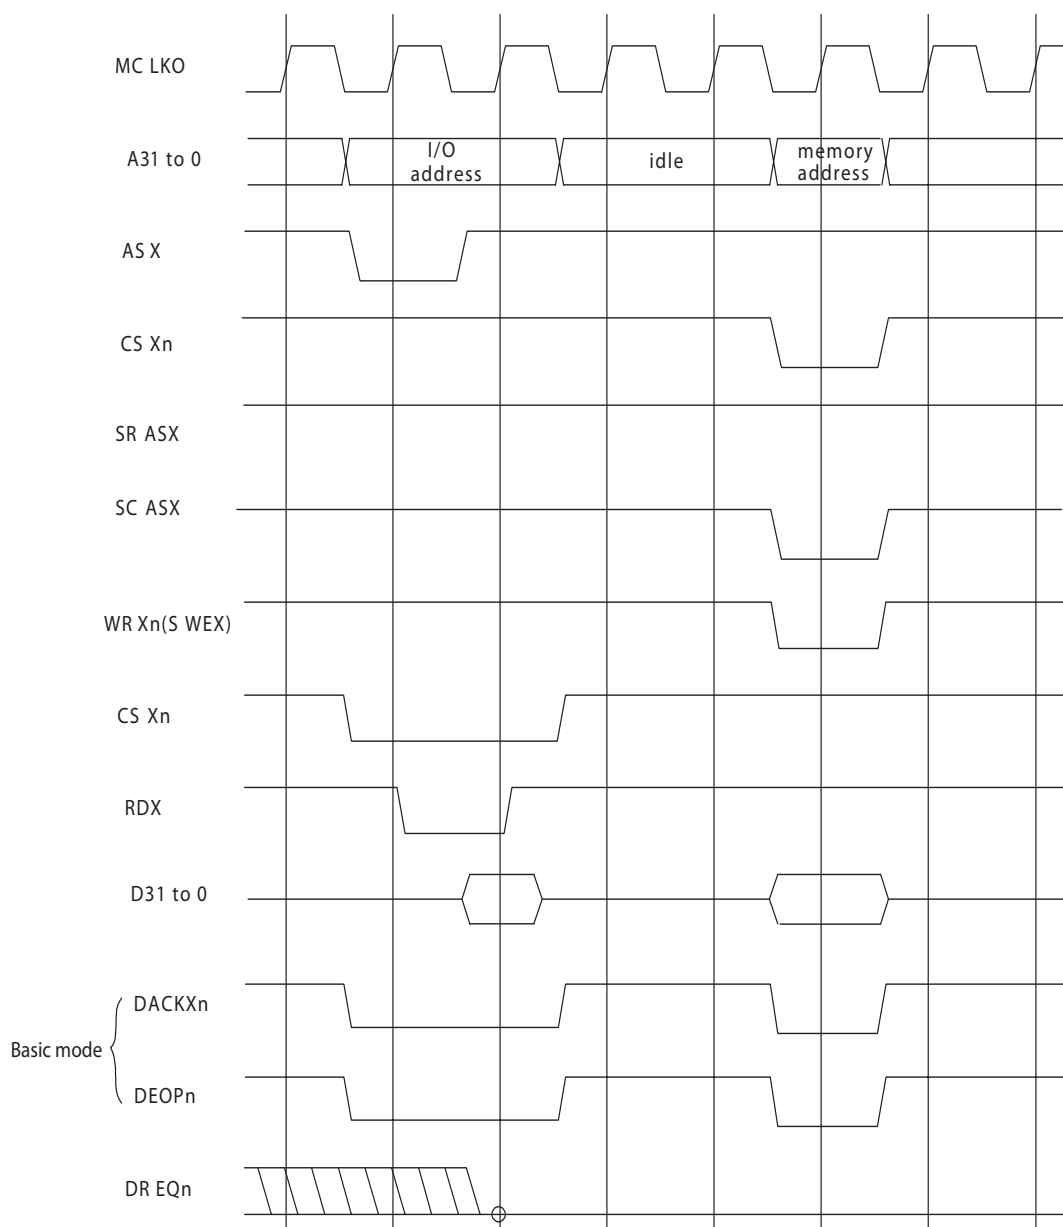 MC LKO
A31 to 0
I/O
address
idle
memory
address
AS X
CS Xn
SR ASX
SC ASX
WR Xn(S WEX)
CS Xn
RDX
D31 to 0
DACKXn
Basic mode
DEOPn
DR EQn